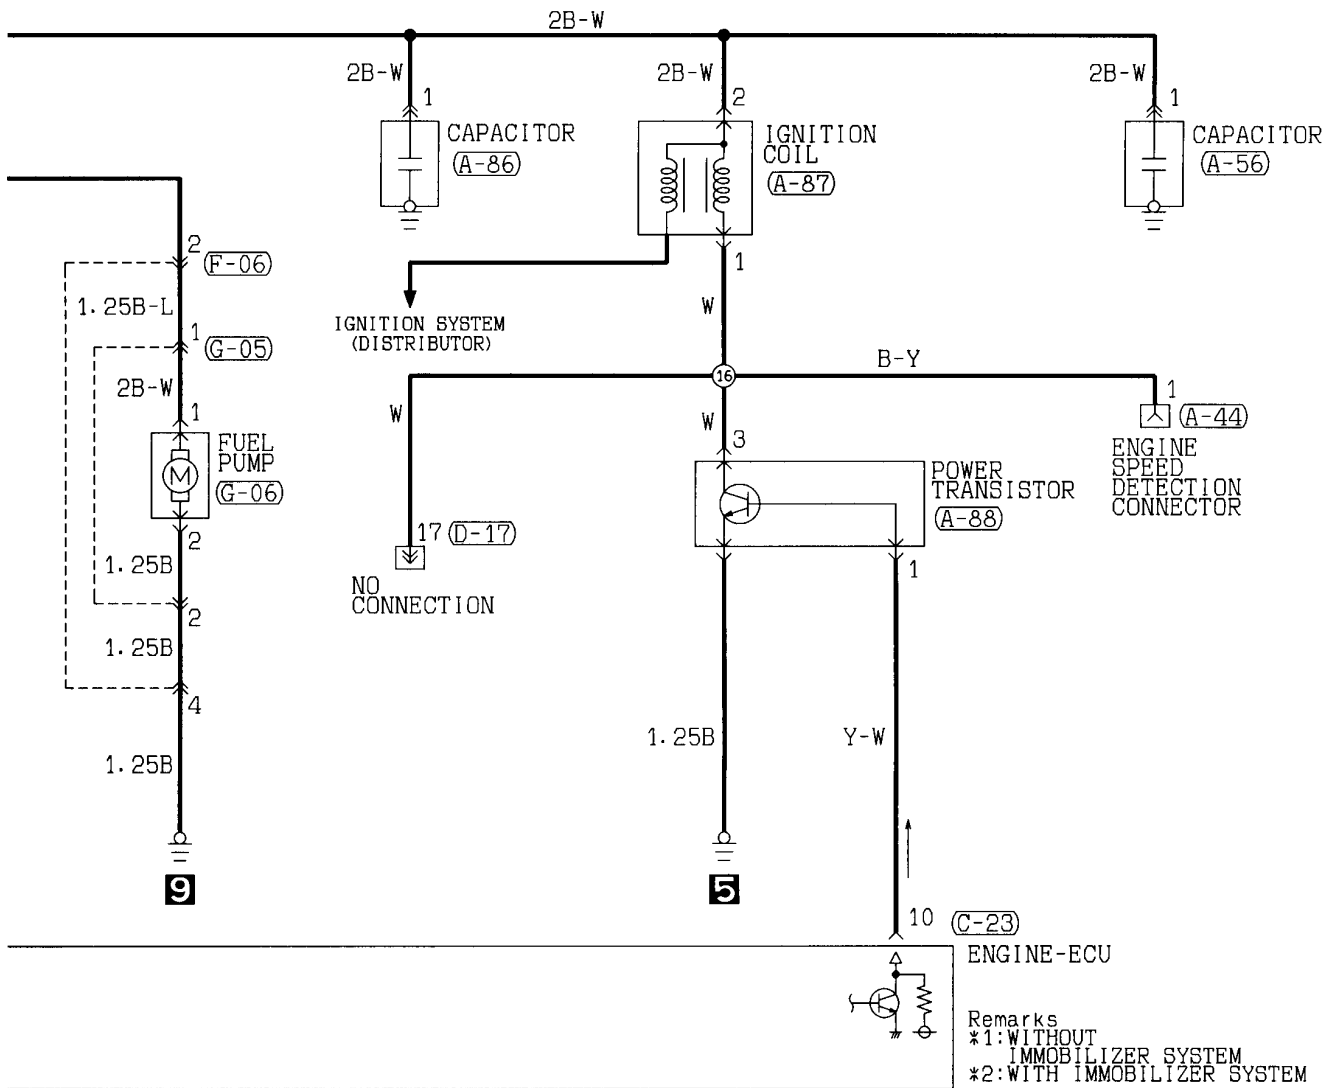 2B-W
2B-W
1
CAPACITOR
(A-86)
2B-W
2
IGNITION
COIL
(A-87)
2B-W
1
CAPACITOR
(A-56)
2
(F-06)
1.25B-L
1
(G-05)
2B-W
1
FUEL
PUMP
(G-06)
M
2
1.25B
2
1.25B
4
1.25B
9
IGNITION SYSTEM
(DISTRIBUTOR)
1
W
16
B-Y
1
(A-44)
ENGINE
SPEED
DETECTION
CONNECTOR
W
17
(D-17)
NO
CONNECTION
W
3
POWER
TRANSISTOR
(A-88)
1
1.25B
Y-W
5
10
(C-23)
ENGINE-ECU
Remarks
*1:WITHOUT
IMMOBILIZER SYSTEM
*2:WITH IMMOBILIZER SYSTEM